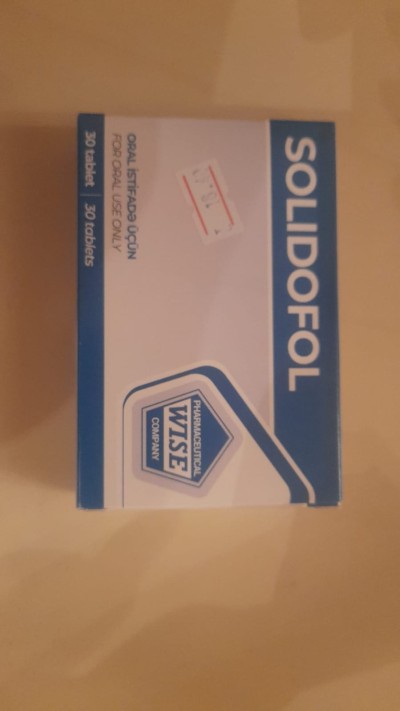 SOLIDOFOL
ORAL İSTİFADƏ ÜÇÜN
FOR ORAL USE ONLY
30 tablet | 30 tablets
PHARMACEUTICAL
WISE
COMPANY